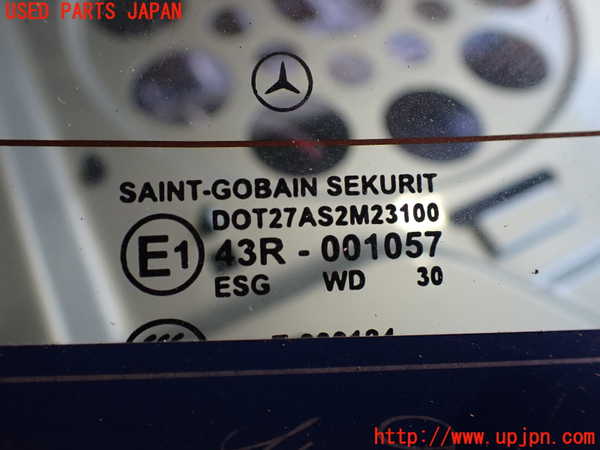 USED PARTS JAPAN
SAINT-GOBAIN SEKURIT
DOT27AS2M23100
E1 43R - 001057
ESG WD 30
http://www.upjpn.com/